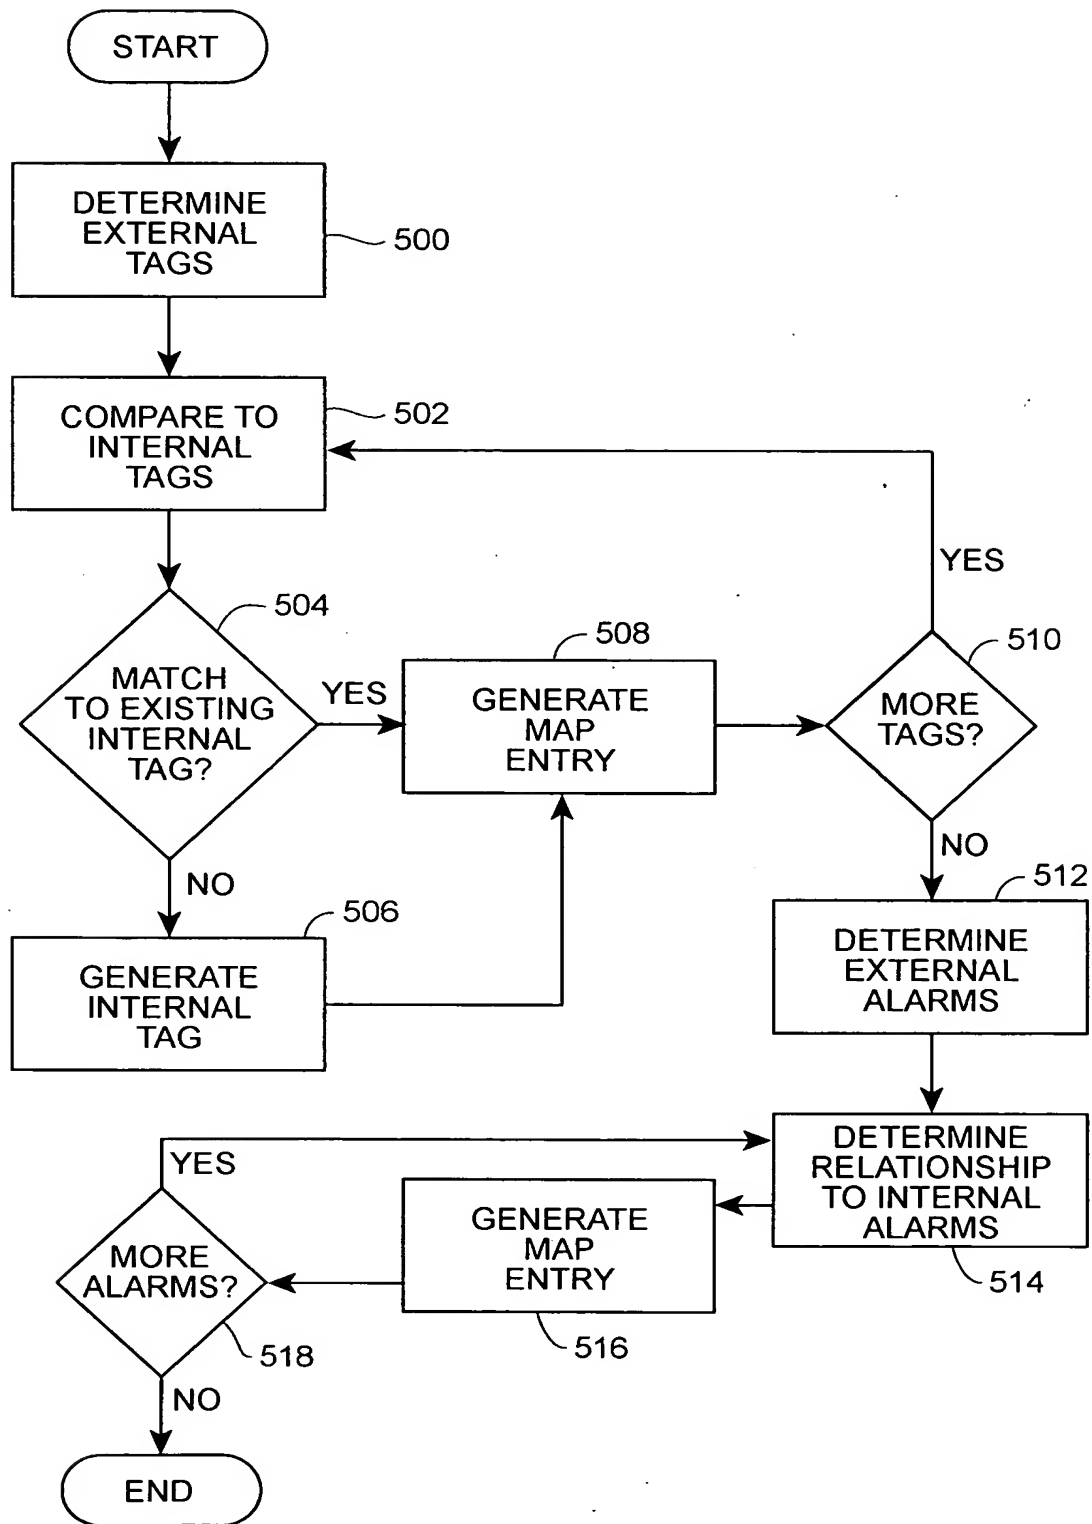 START
DETERMINE
EXTERNAL
TAGS
500
COMPARE TO
INTERNAL
TAGS
502
MATCH
TO EXISTING
INTERNAL
TAG?
504
YES
NO
GENERATE
INTERNAL
TAG
506
GENERATE
MAP
ENTRY
508
MORE
TAGS?
510
YES
NO
DETERMINE
EXTERNAL
ALARMS
512
DETERMINE
RELATIONSHIP
TO INTERNAL
ALARMS
514
GENERATE
MAP
ENTRY
516
MORE
ALARMS?
518
YES
NO
END